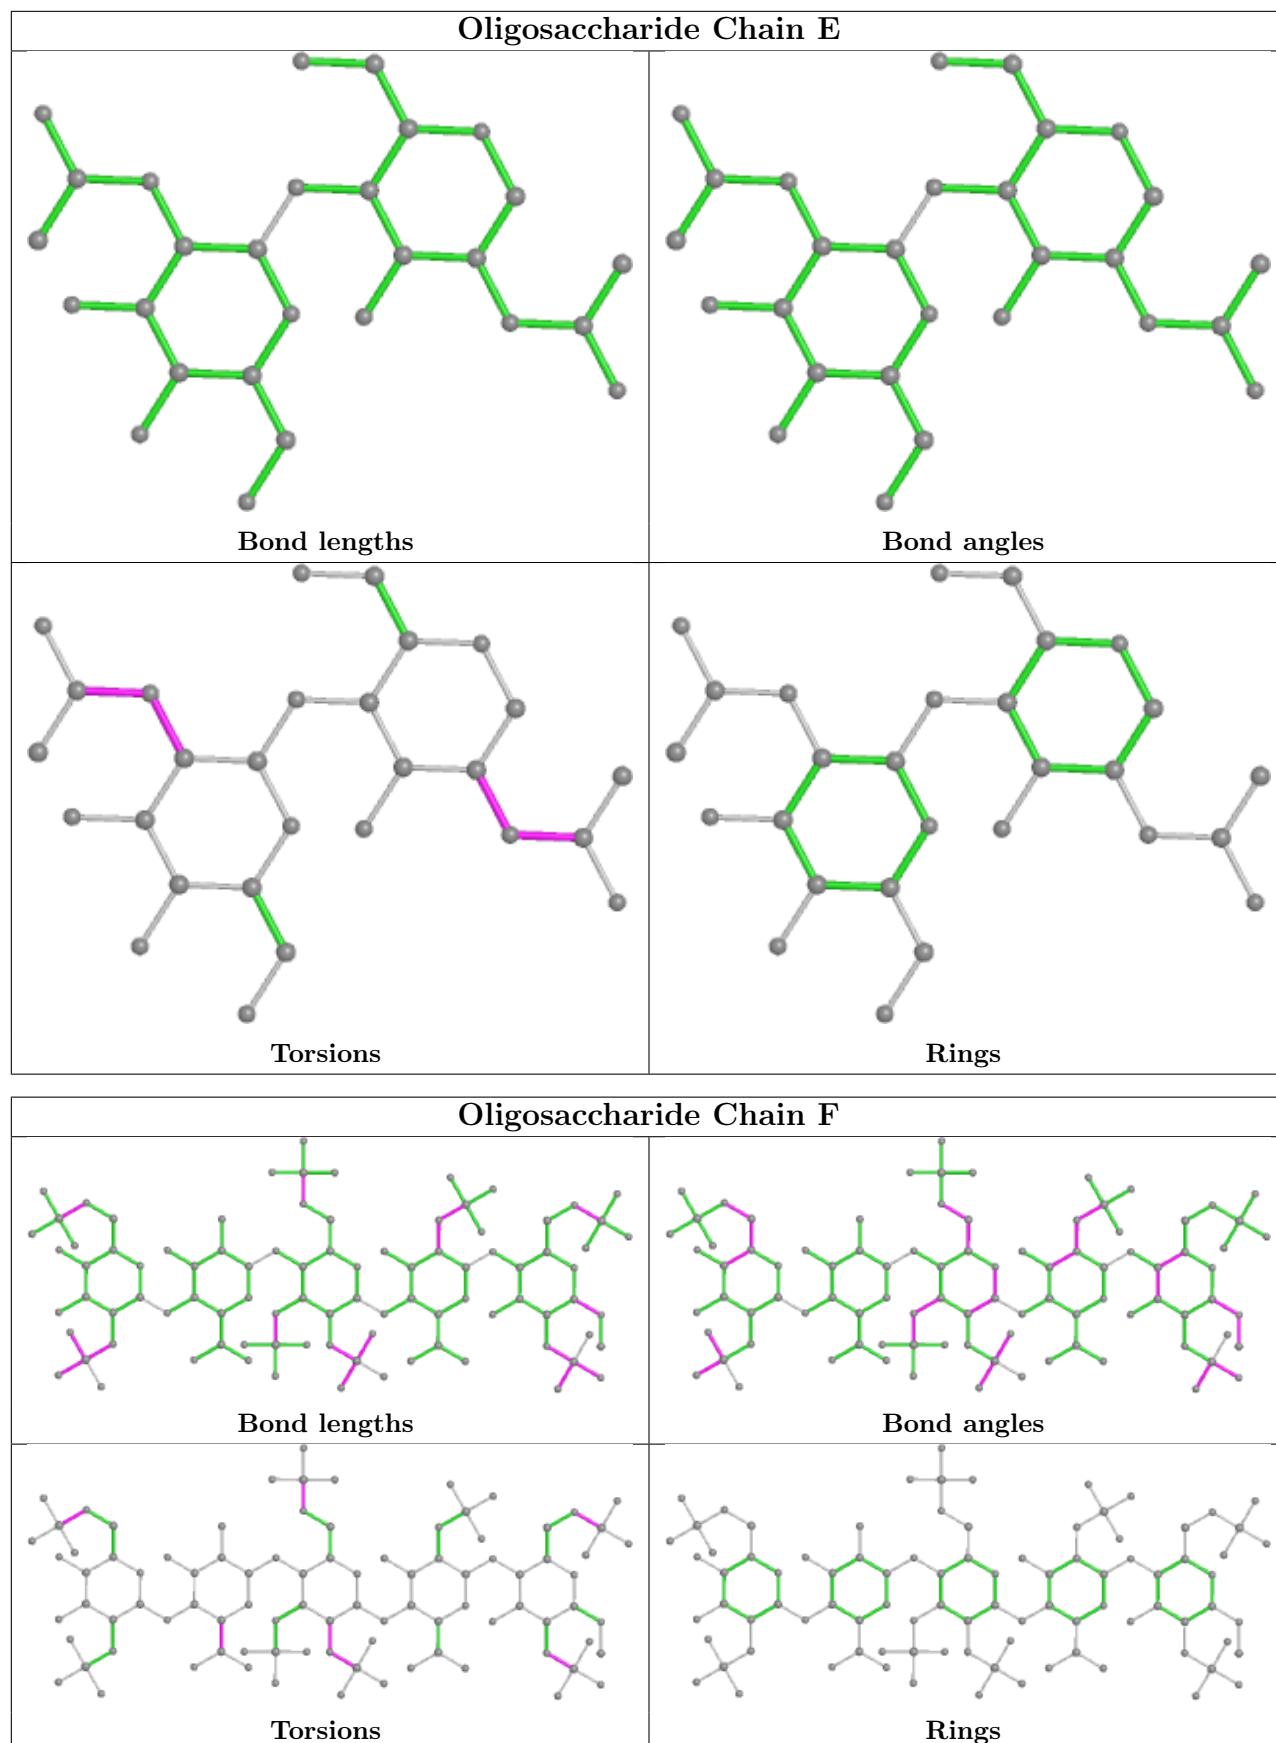 Oligosaccharide Chain E
Bond lengths
Bond angles
Torsions
Rings
Oligosaccharide Chain F
Bond lengths
Bond angles
Torsions
Rings